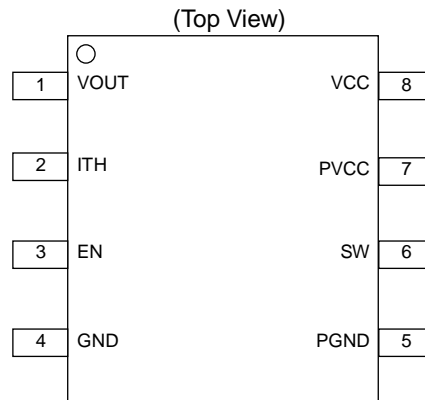 (Top View)
1 VOUT VCC 8
2 ITH PVCC 7
3 EN SW 6
4 GND PGND 5